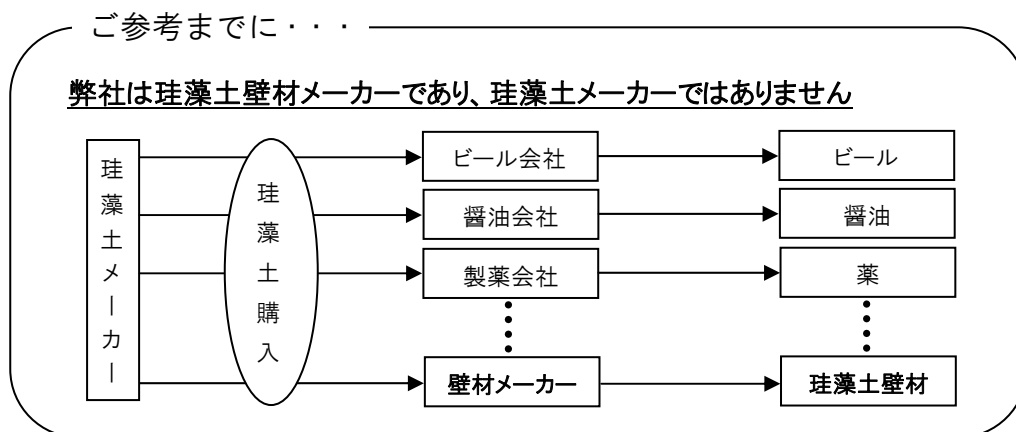 ご参考までに・・・
弊社は珪藻土壁材メーカーであり、珪藻土メーカーではありません
珪藻土メーカー
珪藻土購入
ビール会社
ビール
醤油会社
醤油
製薬会社
薬
壁材メーカー
珪藻土壁材